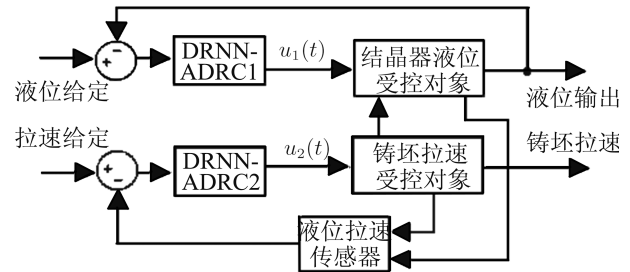 液位给定
DRNN-
ADRC1
u₁(t)
结晶器液位
受控对象
液位输出
拉速给定
DRNN-
ADRC2
u₂(t)
铸坯拉速
受控对象
铸坯拉速
液位拉速
传感器
+
-
+
-